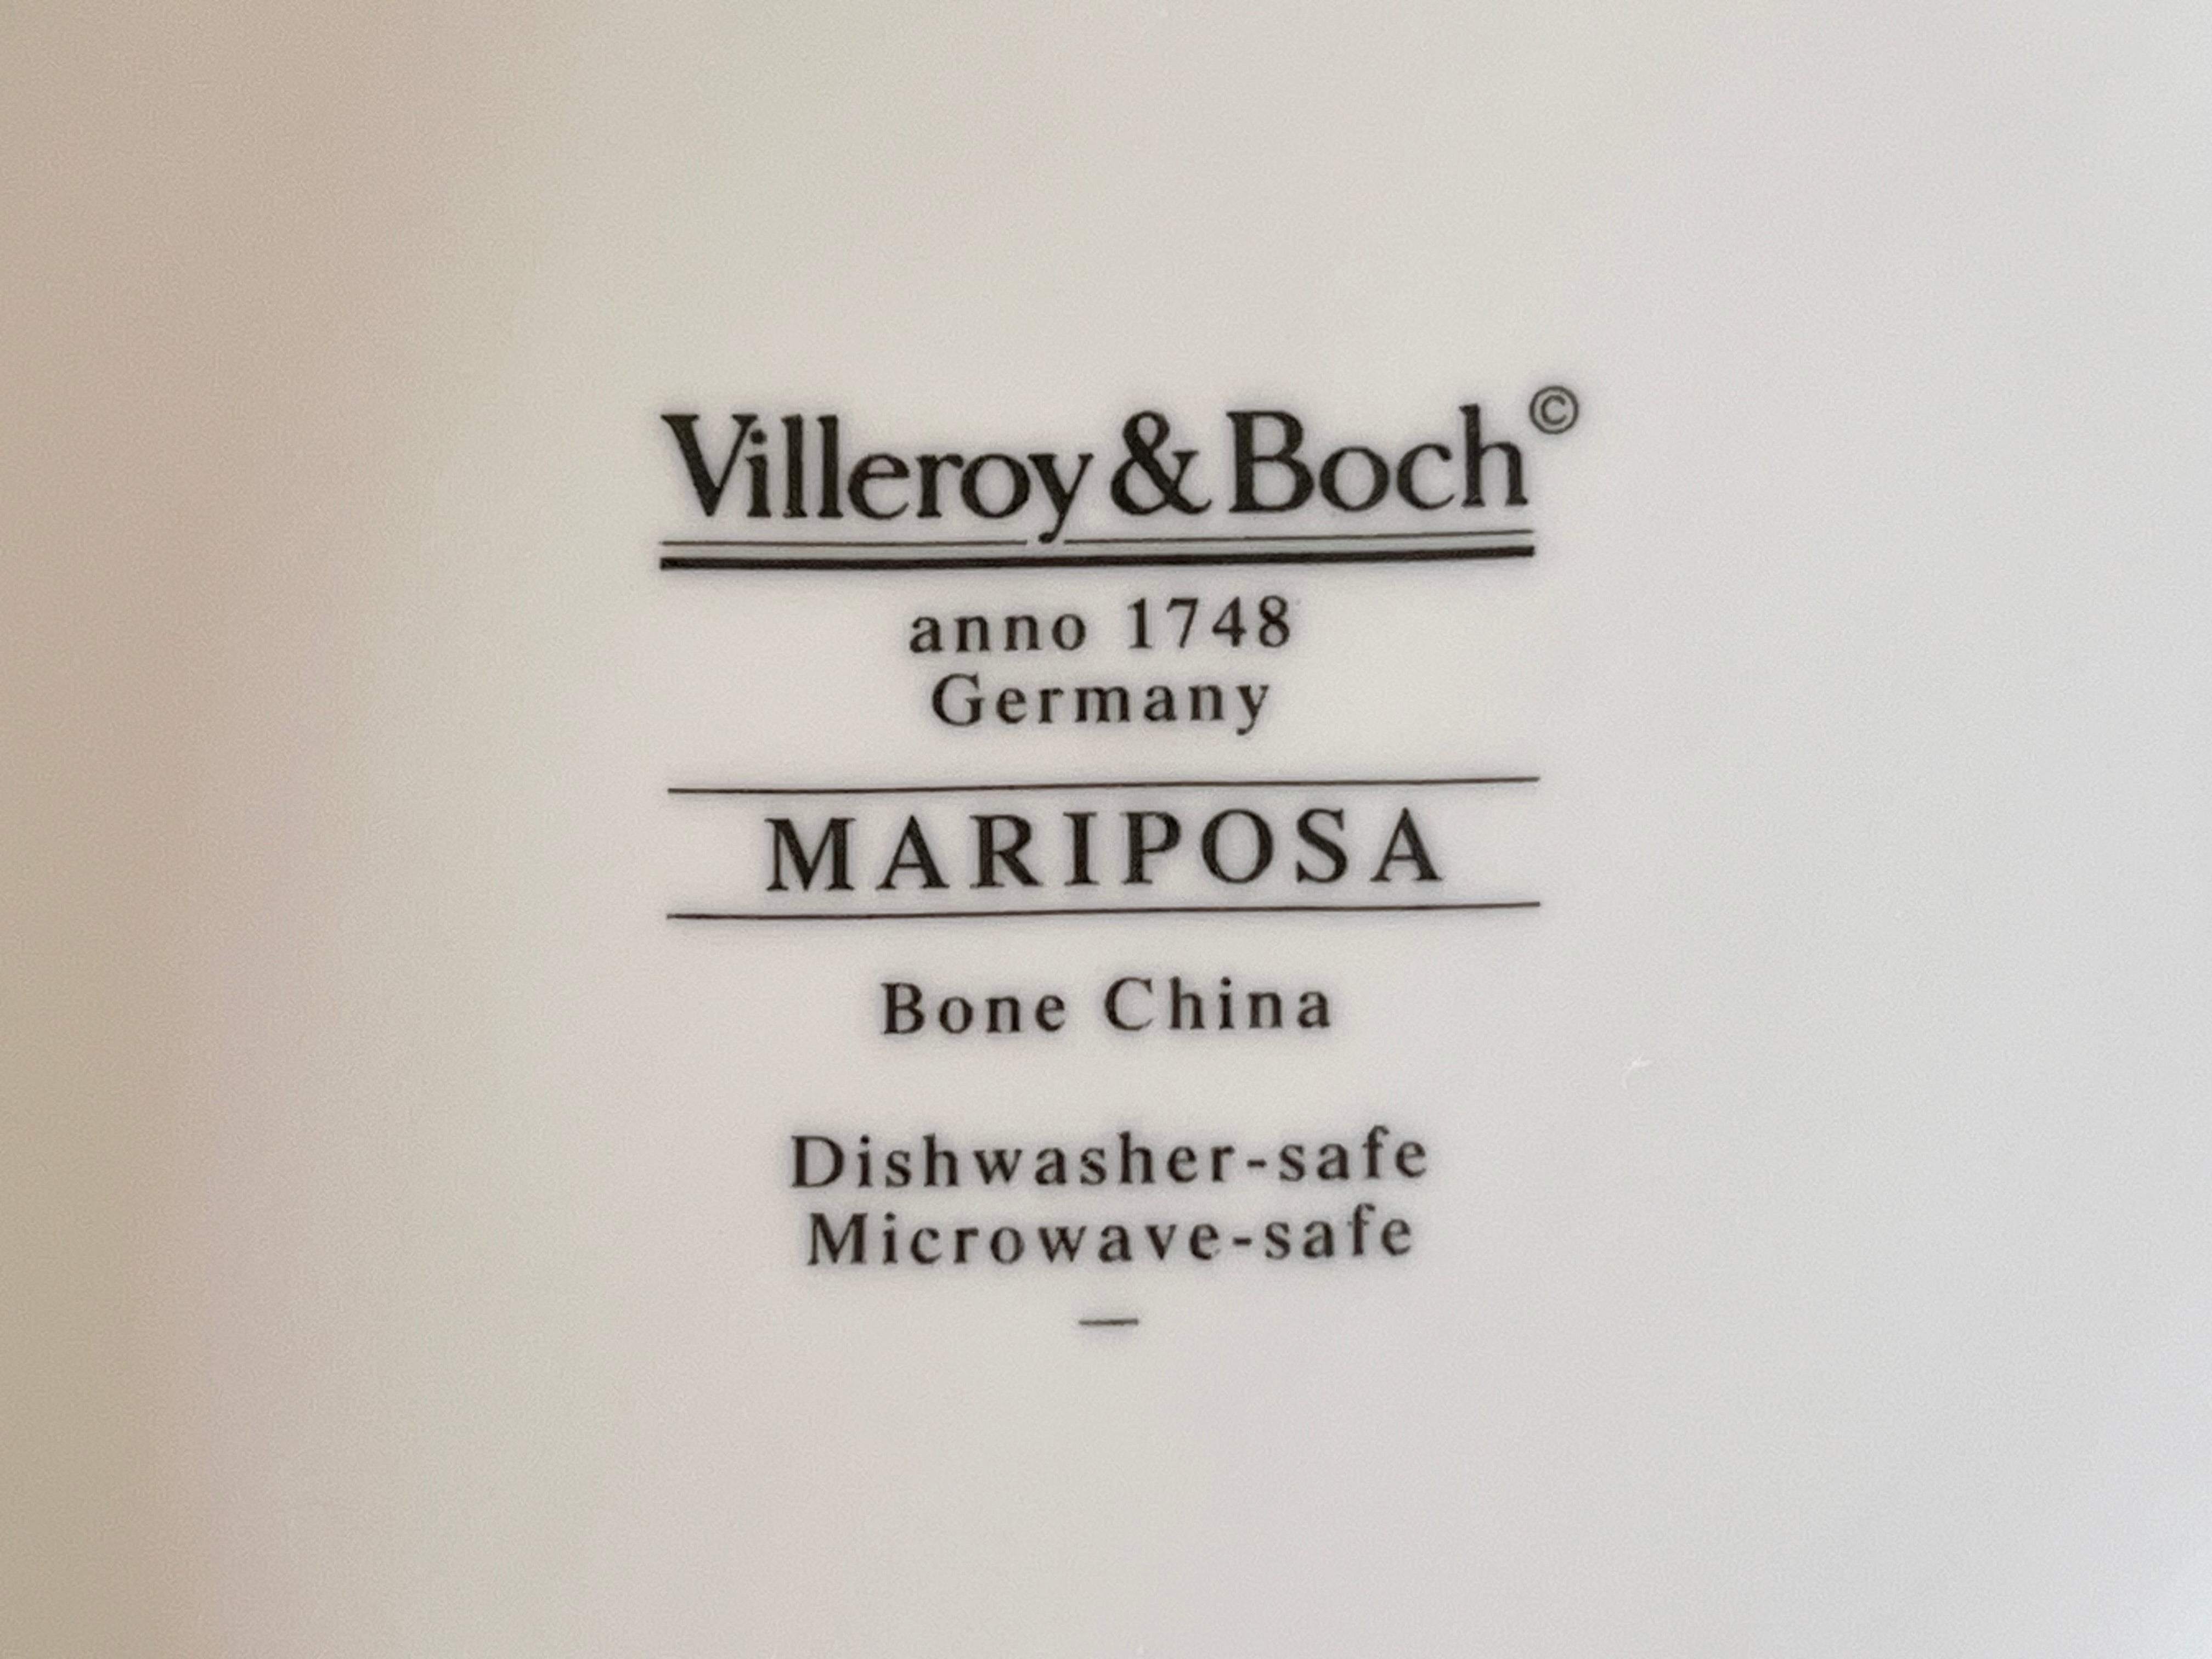 Villeroy & Boch©
anno 1748
Germany
MARIPOSA
Bone China
Dishwasher-safe
Microwave-safe
—